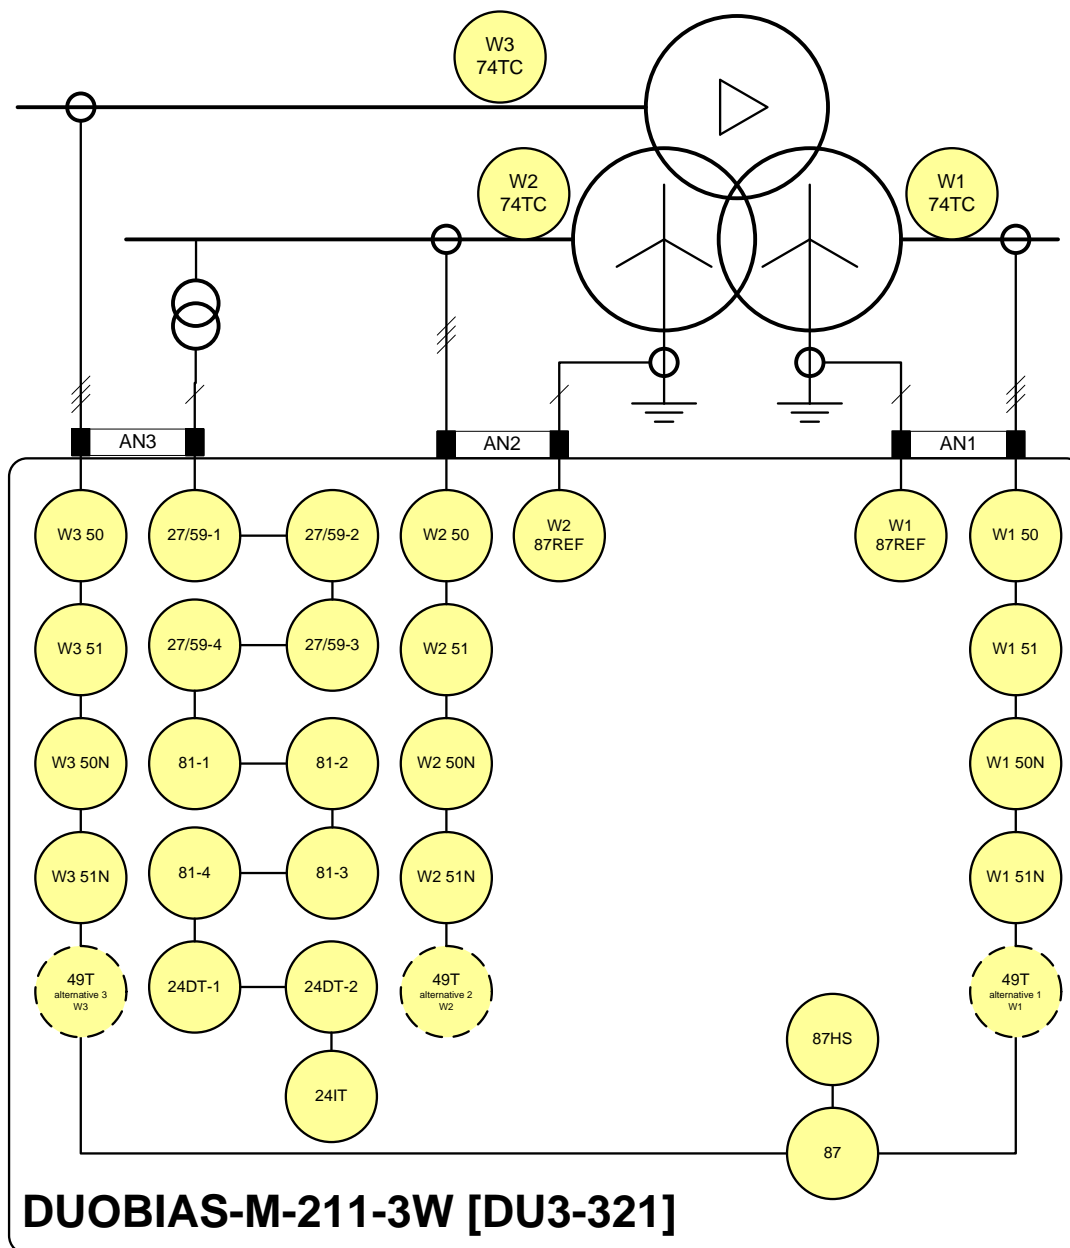 W3
74TC
W2
74TC
W1
74TC
AN3
AN2
AN1
W3 50
27/59-1
27/59-2
W2 50
W2
87REF
W1
87REF
W1 50
W3 51
27/59-4
27/59-3
W2 51
W1 51
W3 50N
81-1
81-2
W2 50N
W1 50N
W3 51N
81-4
81-3
W2 51N
W1 51N
49T
alternative 3
W3
24DT-1
24DT-2
49T
alternative 2
W2
49T
alternative 1
W1
87HS
24IT
87
DUOBIAS-M-211-3W [DU3-321]